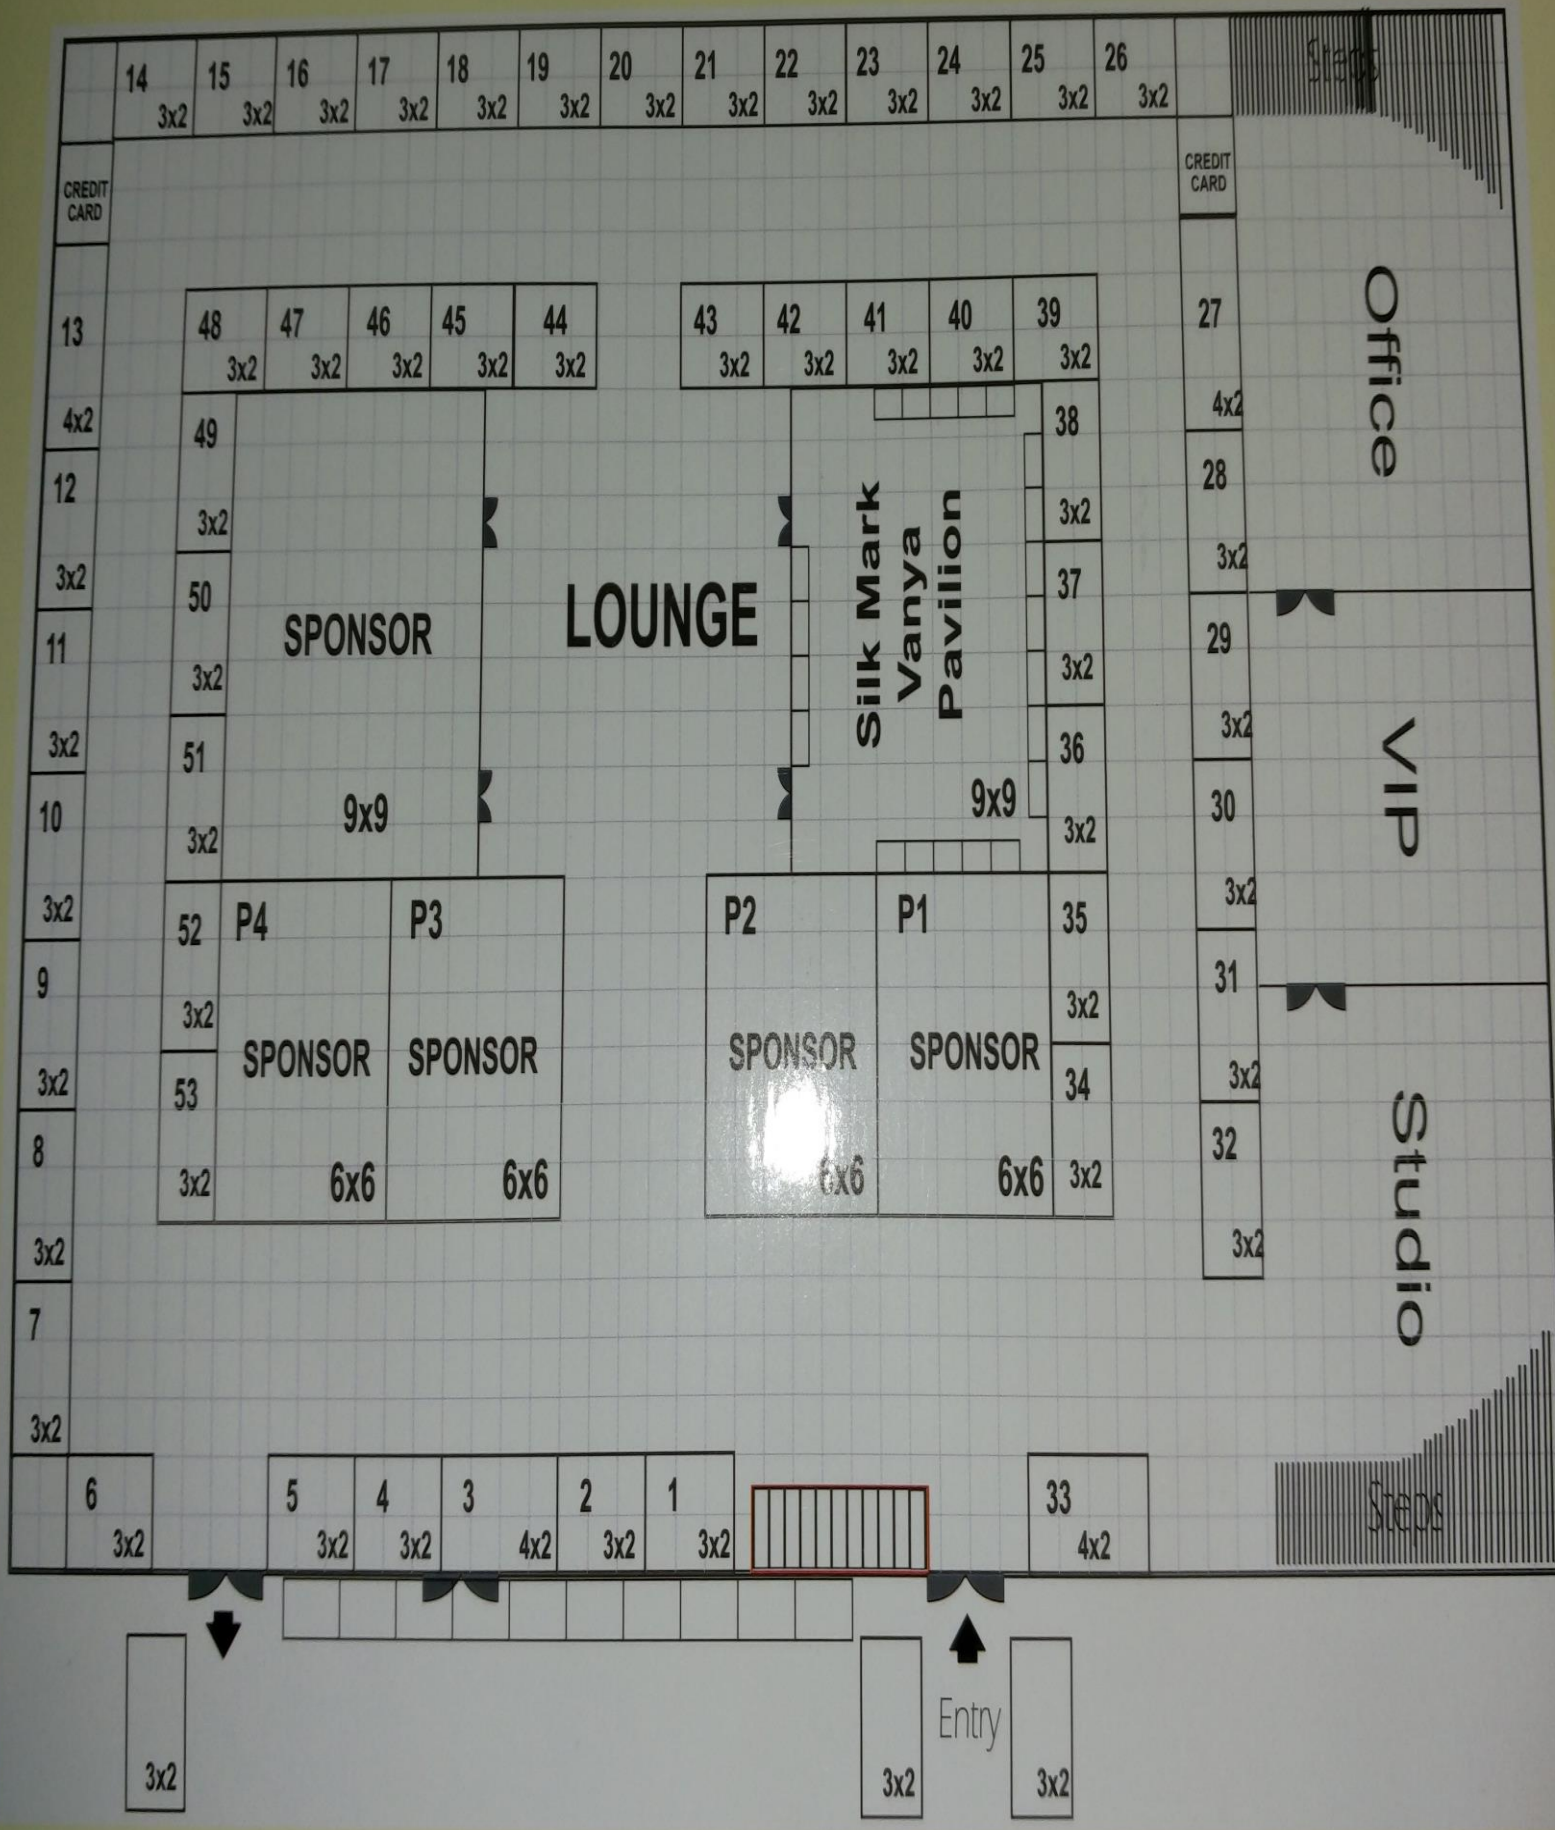 14 15 16 17 18 19 20 21 22 23 24 25 26
3x2 3x2 3x2 3x2 3x2 3x2 3x2 3x2 3x2 3x2 3x2 3x2 3x2
Steps
CREDIT
CARD
CREDIT
CARD
13
4x2
12
3x2
11
3x2
10
3x2
9
3x2
8
3x2
7
3x2
48 47 46 45 44
3x2 3x2 3x2 3x2 3x2
43 42 41 40 39
3x2 3x2 3x2 3x2 3x2
49
3x2
50
3x2
51
3x2
52
3x2
53
3x2
SPONSOR
9x9
LOUNGE
Silk Mark
Vanya
Pavilion
9x9
38
3x2
37
3x2
36
3x2
35
3x2
34
3x2
P4
SPONSOR
6x6
P3
SPONSOR
6x6
P2
SPONSOR
6x6
P1
SPONSOR
6x6
27
4x2
28
3x2
29
3x2
30
3x2
31
3x2
32
3x2
Office
VIP
Studio
Steps
6
3x2
5 4 3 2 1
3x2 3x2 4x2 3x2 3x2
33
4x2
Entry
3x2
3x2
3x2